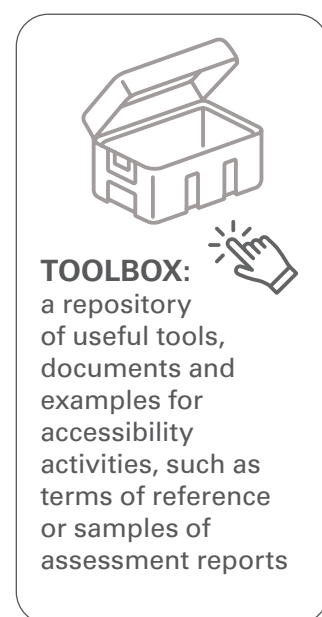 TOOLBOX:
a repository
of useful tools,
documents and
examples for
accessibility
activities, such as
terms of reference
or samples of
assessment reports